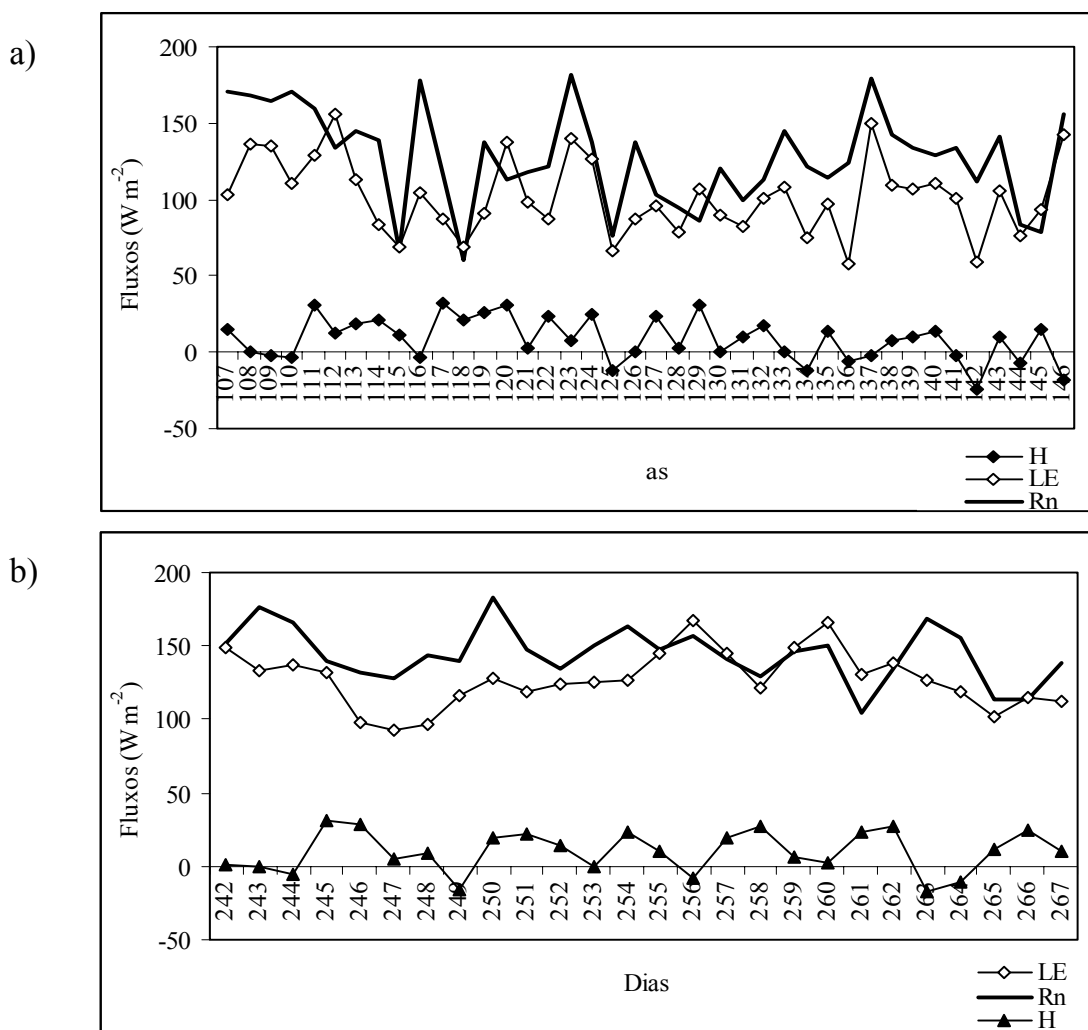 a)
200
150
100
50
0
-50
Fluxos (W m-2)
107 108 109 110 111 112 113 114 115 116 117 118 119 120 121 122 123 124 125 126 127 128 129 130 131 132 133 134 135 136 137 138 139 140 141 142 143 144 145 146
as
H
LE
Rn
b)
200
150
100
50
0
-50
Fluxos (W m-2)
242 243 244 245 246 247 248 249 250 251 252 253 254 255 256 257 258 259 260 261 262 263 264 265 266 267
Dias
LE
Rn
H